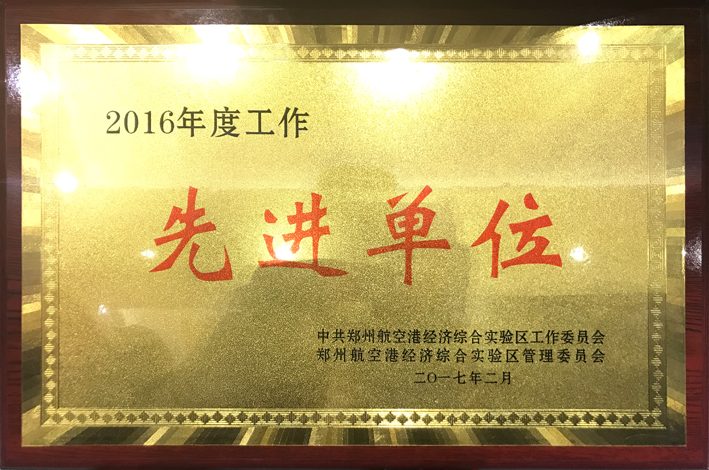 2016年度工作
先进单位
中共郑州航空港经济综合实验区工作委员会
郑州航空港经济综合实验区管理委员会
二〇一七年二月